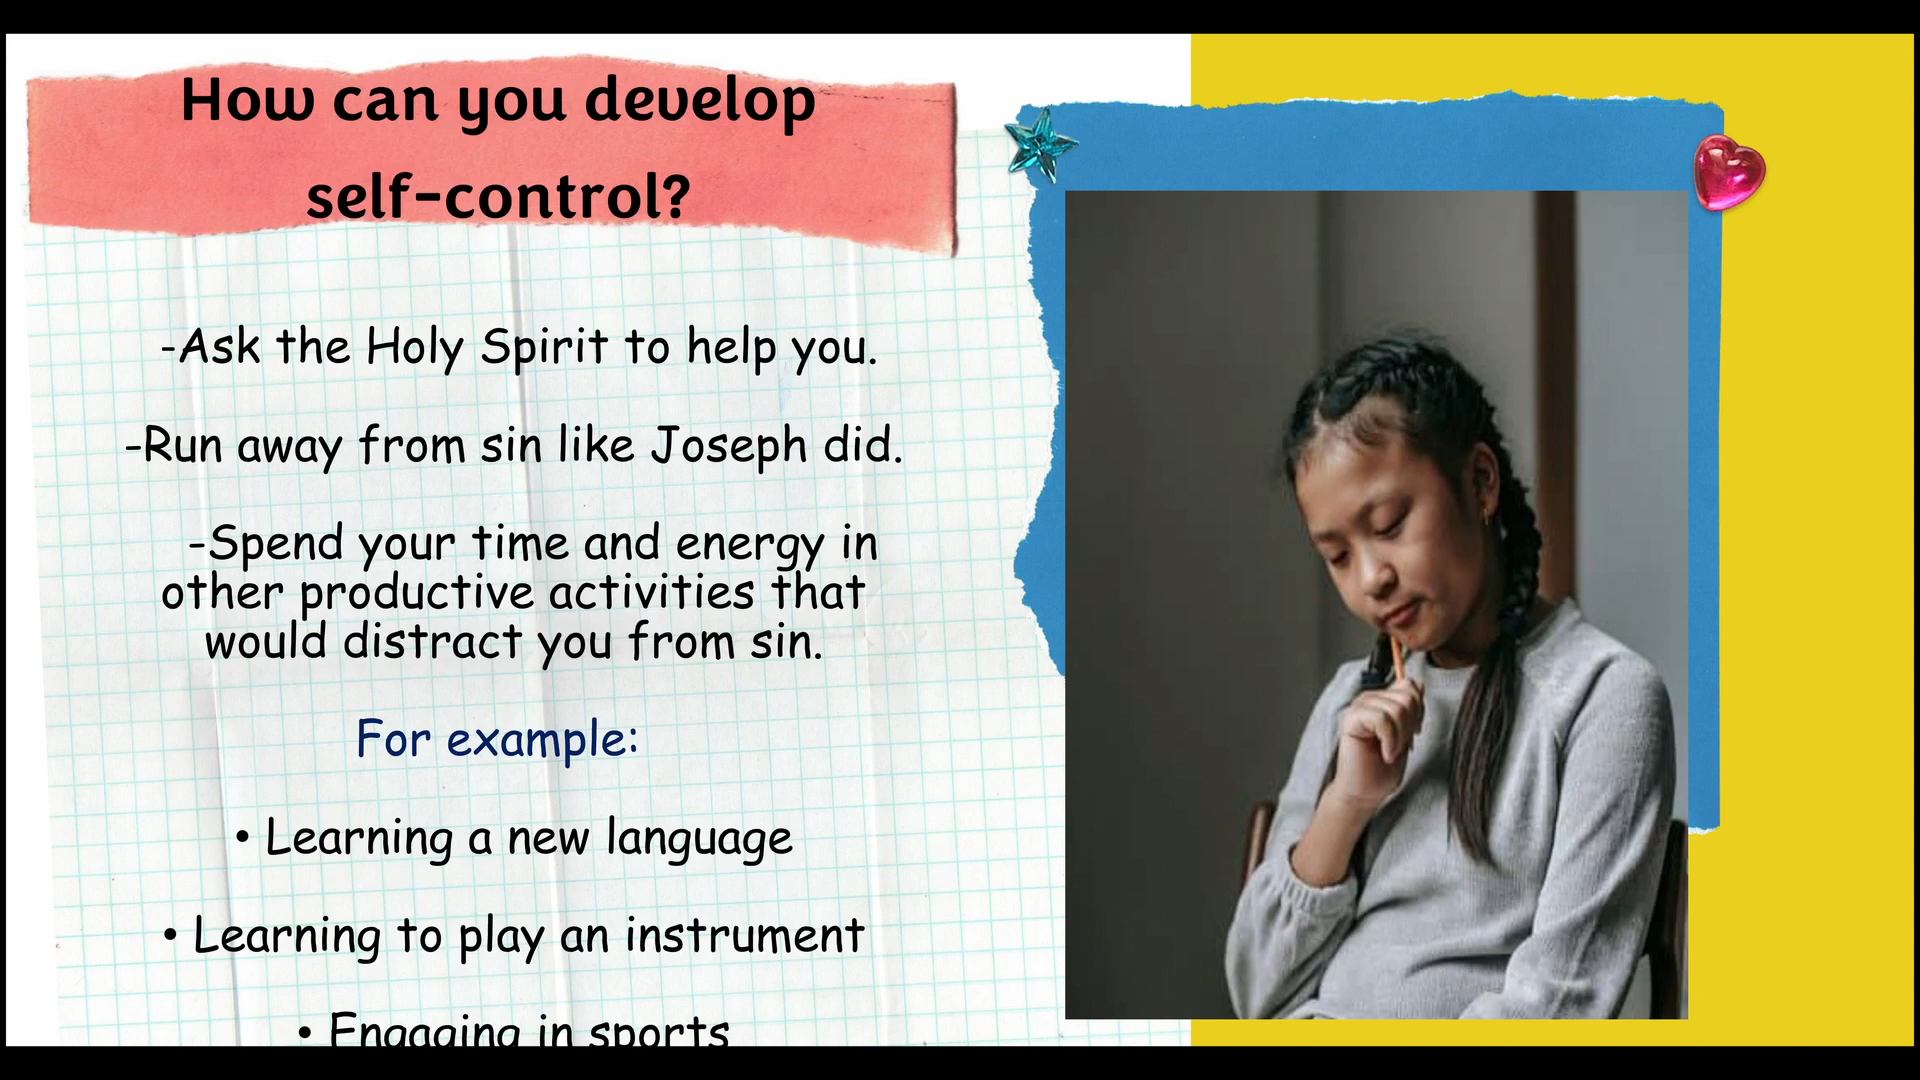 How can you develop
self-control?
-Ask the Holy Spirit to help you.
-Run away from sin like Joseph did.
-Spend your time and energy in
other productive activities that
would distract you from sin.
For example:
• Learning a new language
• Learning to play an instrument
• Engaging in sports